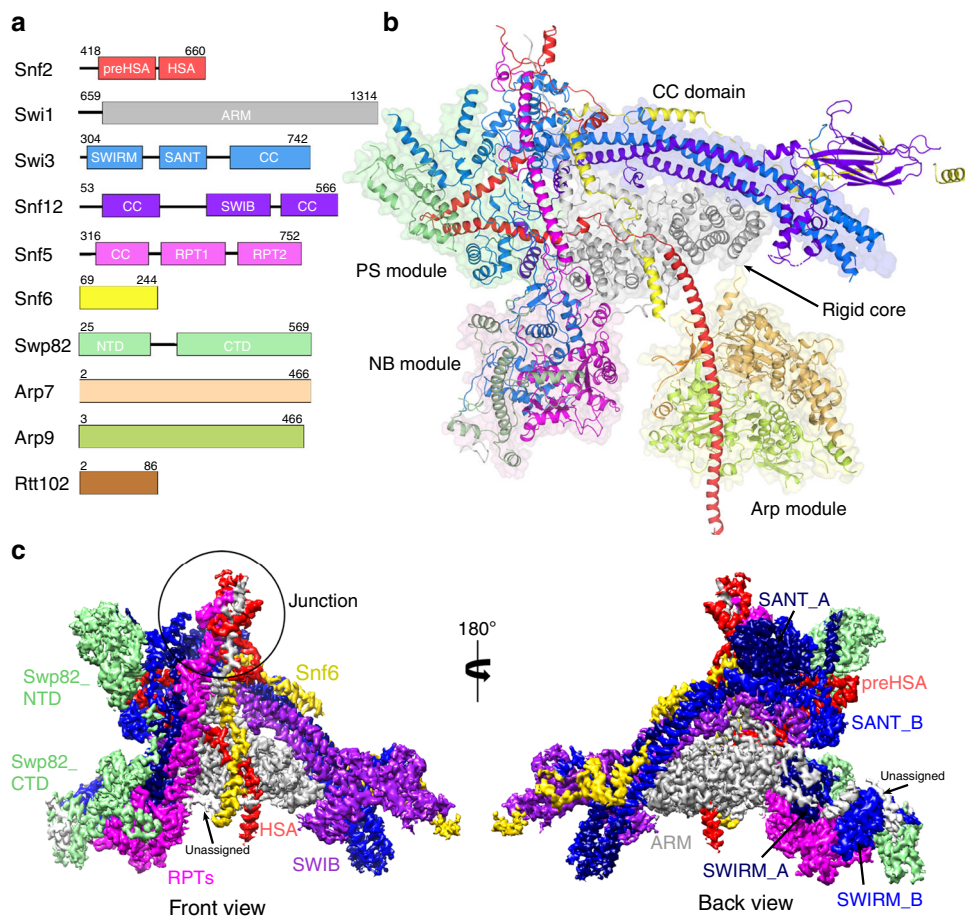 a
418 660
Snf2 preHSA HSA
659 1314
Swi1 ARM
304 742
Swi3 SWIRM SANT CC
53 566
Snf12 CC SWIB CC
316 752
Snf5 CC RPT1 RPT2
69 244
Snf6
25 569
Swp82 NTD CTD
2 466
Arp7
3 466
Arp9
2 86
Rtt102
b
CC domain
PS module
Rigid core
NB module
Arp module
c
Junction
Swp82_
NTD
Snf6
Swp82_
CTD
Unassigned
HSA
SWIB
RPTs
Front view
180°
SANT_A
preHSA
SANT_B
Unassigned
ARM
SWIRM_A
SWIRM_B
Back view